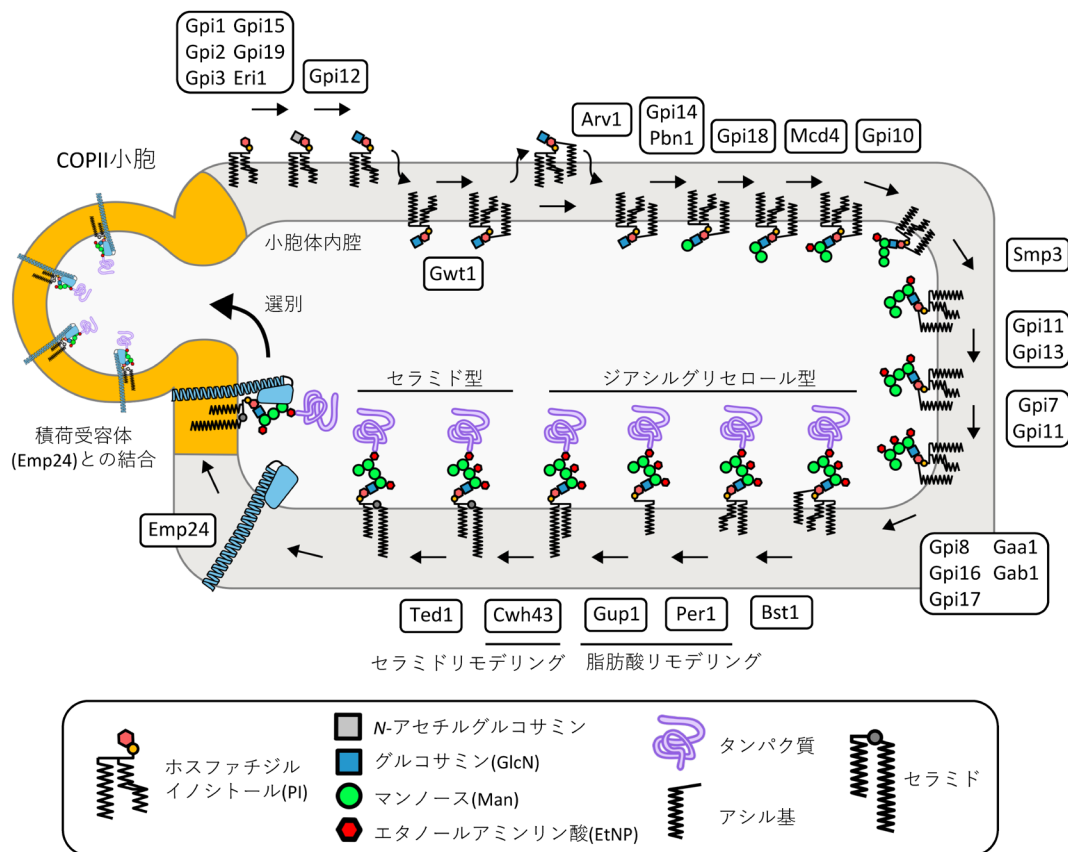 Gpi1 Gpi15
Gpi2 Gpi19
Gpi3 Eri1
Gpi12
Arv1
Gpi14
Pbn1
Gpi18
Mcd4
Gpi10
COPII小胞
小胞体内腔
Gwt1
Smp3
選別
Gpi11
Gpi13
セラミド型
ジアシルグリセロール型
Gpi7
Gpi11
積荷受容体
(Emp24)との結合
Emp24
Gpi8 Gaa1
Gpi16 Gab1
Gpi17
Ted1
Cwh43
Gup1
Per1
Bst1
セラミドリモデリング
脂肪酸リモデリング
ホスファチジル
イノシトール(PI)
N-アセチルグルコサミン
グルコサミン(GlcN)
マンノース(Man)
エタノールアミンリン酸(EtNP)
タンパク質
アシル基
セラミド